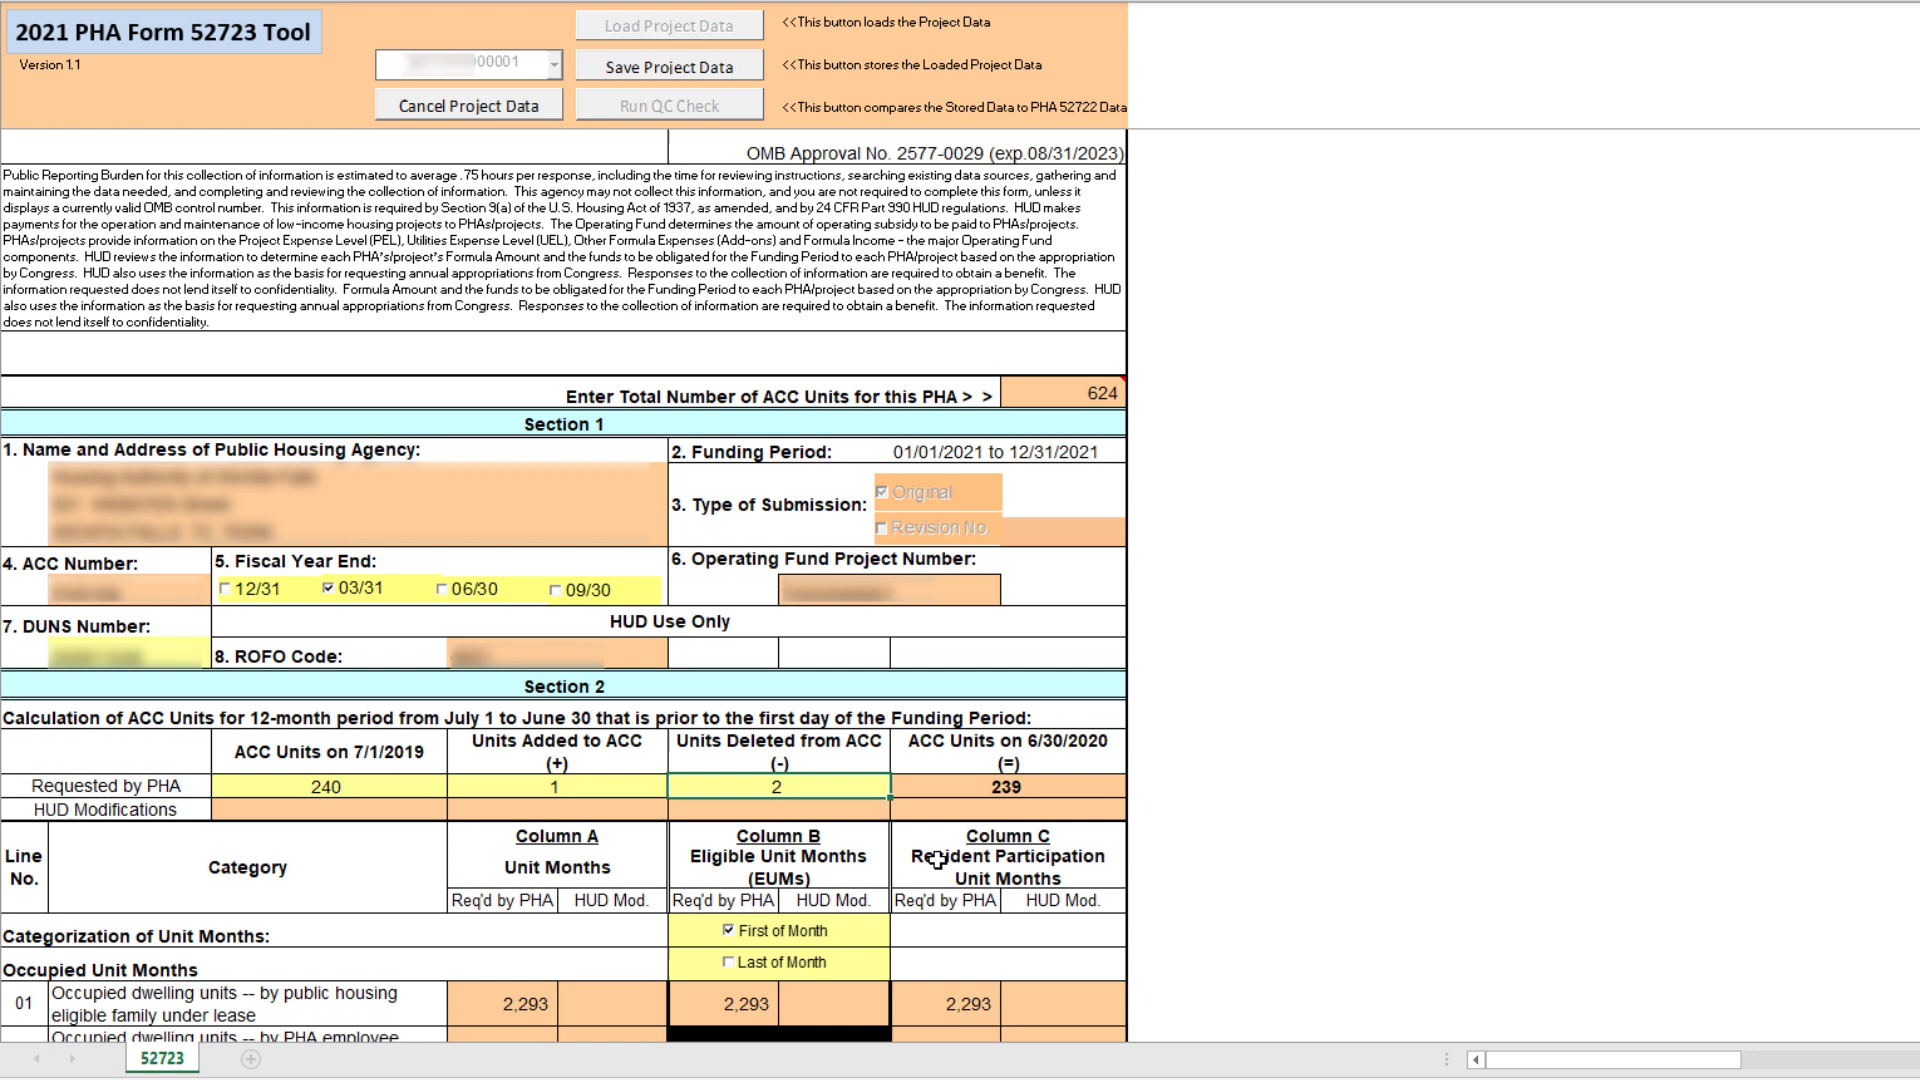 2021 PHA Form 52723 Tool
Version 1.1
00001
Load Project Data
<<This button loads the Project Data
Save Project Data
<<This button stores the Loaded Project Data
Cancel Project Data
Run QC Check
<<This button compares the Stored Data to PHA 52722 Data
OMB Approval No. 2577-0029 (exp.08/31/2023)
Public Reporting Burden for this collection of information is estimated to average .75 hours per response, including the time for reviewing instructions, searching existing data sources, gathering and
maintaining the data needed, and completing and reviewing the collection of information. This agency may not collect this information, and you are not required to complete this form, unless it
displays a currently valid OMB control number. This information is required by Section 9(a) of the U.S. Housing Act of 1937, as amended, and by 24 CFR Part 990 HUD regulations. HUD makes
payments for the operation and maintenance of low-income housing projects to PHAs/projects. The Operating Fund determines the amount of operating subsidy to be paid to PHAs/projects.
PHAs/projects provide information on the Project Expense Level (PEL), Utilities Expense Level (UEL), Other Formula Expenses (Add-ons) and Formula Income - the major Operating Fund
components. HUD reviews the information to determine each PHA's/project's Formula Amount and the funds to be obligated for the Funding Period to each PHA/project based on the appropriation
by Congress. HUD also uses the information as the basis for requesting annual appropriations from Congress. Responses to the collection of information are required to obtain a benefit. The
information requested does not lend itself to confidentiality. Formula Amount and the funds to be obligated for the Funding Period to each PHA/project based on the appropriation by Congress. HUD
also uses the information as the basis for requesting annual appropriations from Congress. Responses to the collection of information are required to obtain a benefit. The information requested
does not lend itself to confidentiality.
Enter Total Number of ACC Units for this PHA > > 624
Section 1
1. Name and Address of Public Housing Agency:
2. Funding Period: 01/01/2021 to 12/31/2021
3. Type of Submission:
Original
Revision No.
4. ACC Number:
5. Fiscal Year End:
12/31 03/31 06/30 09/30
6. Operating Fund Project Number:
7. DUNS Number:
HUD Use Only
8. ROFO Code:
Section 2
Calculation of ACC Units for 12-month period from July 1 to June 30 that is prior to the first day of the Funding Period:
ACC Units on 7/1/2019
Units Added to ACC
(+)
Units Deleted from ACC
(-)
ACC Units on 6/30/2020
(=)
Requested by PHA 240 1 2 239
HUD Modifications
Line
No.
Category
Column A
Unit Months
Column B
Eligible Unit Months
(EUMs)
Column C
Resident Participation
Unit Months
Req'd by PHA HUD Mod. Req'd by PHA HUD Mod. Req'd by PHA HUD Mod.
Categorization of Unit Months:
First of Month
Occupied Unit Months
Last of Month
01
Occupied dwelling units -- by public housing
eligible family under lease
2,293 2,293 2,293
Occupied dwelling units -- by PHA employee
52723